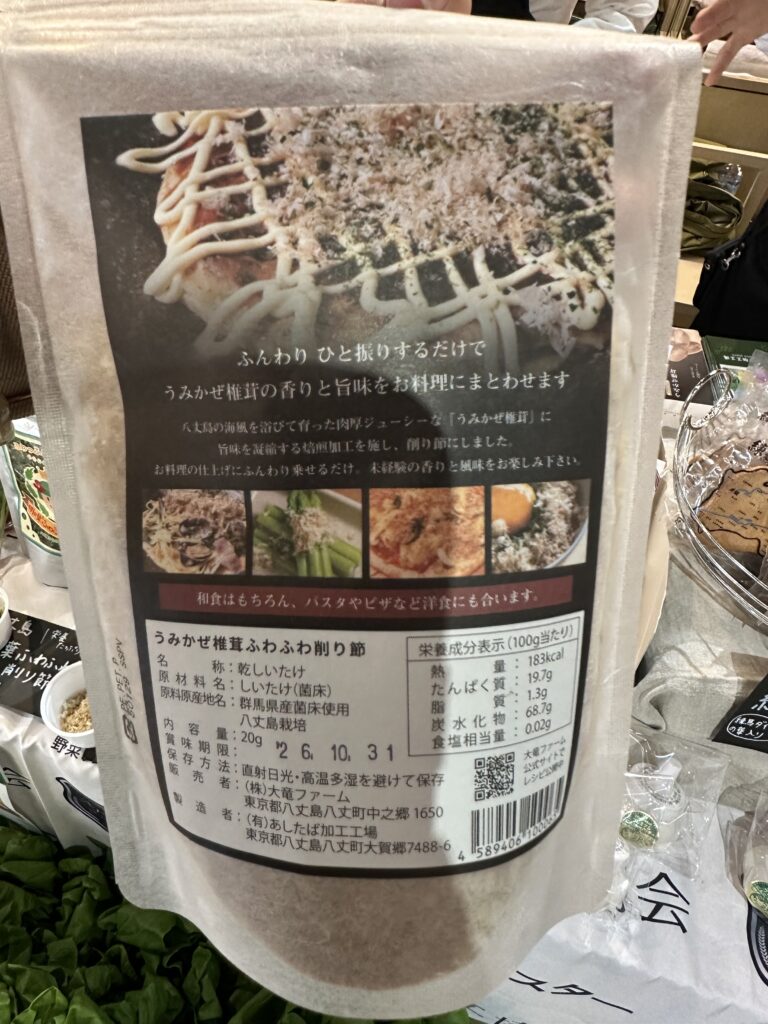 ふんわり ひと振りするだけで
うみかぜ椎茸の香りと旨味をお料理にまとわせます
八丈島の海風を浴びて育った肉厚ジューシーな「うみかぜ椎茸」に
旨味を凝縮する焙煎加工を施し、削り節にしました。
お料理の仕上げにふんわり乗せるだけ。未経験の香りと風味をお楽しみ下さい。
和食はもちろん、パスタやピザなど洋食にも合います。
うみかぜ椎茸ふわふわ削り節
名称：乾しいたけ
原材料名：しいたけ（菌床）
原料原産地名：群馬県産菌床使用
八丈島栽培
内容量：20g
賞味期限： '26.10.31
保存方法：直射日光・高温多湿を避けて保存
販売者：（株）大竜ファーム
東京都八丈島八丈町中之郷 1650
製造者：（有）あしたば加工工場
東京都八丈島八丈町大賀郷7488-6
栄養成分表示（100g当たり）
熱量：183kcal
たんぱく質：19.7g
脂質：1.3g
炭水化物：68.7g
食塩相当量：0.02g
大竜ファーム
公式サイトで
レシピ公開中
野菜
会
スター